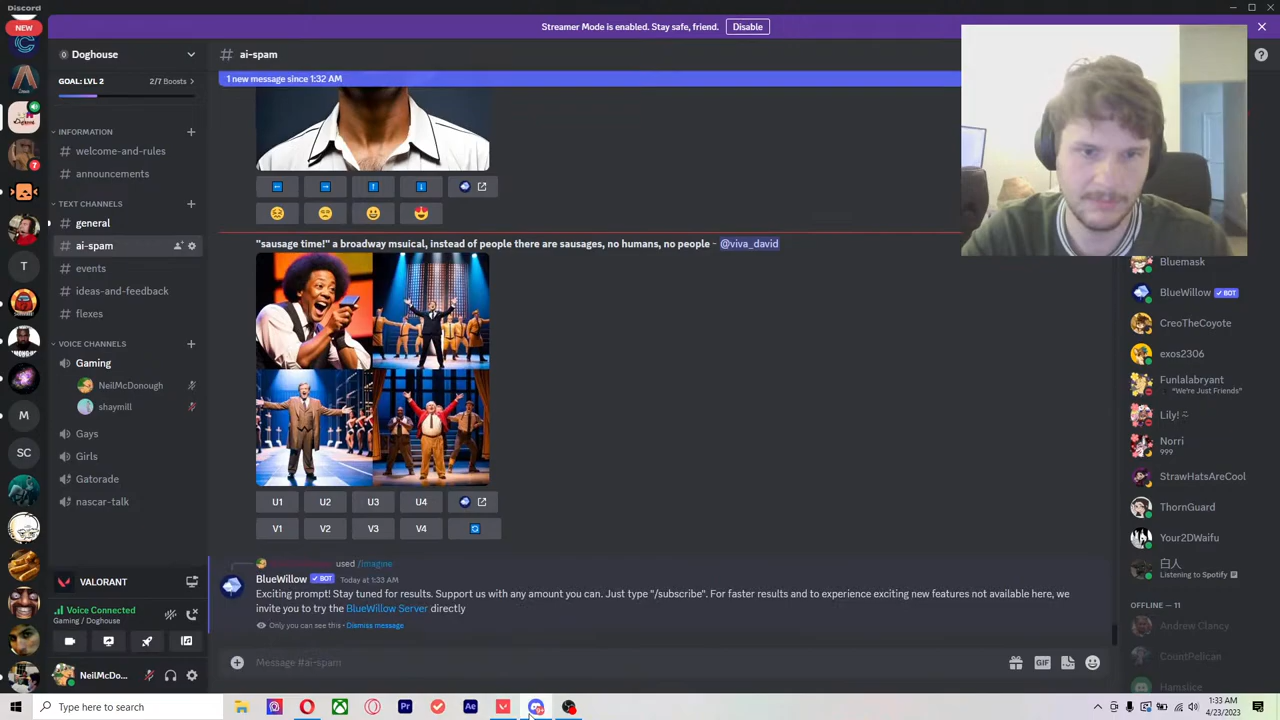 Discord
NEW
Streamer Mode is enabled. Stay safe, friend.
Disable
Doghouse
ai-spam
GOAL: LVL 2
2/7 Boosts
1 new message since 1:32 AM
INFORMATION
welcome-and-rules
announcements
TEXT CHANNELS
general
ai-spam
events
ideas-and-feedback
flexes
VOICE CHANNELS
Gaming
NeilMcDonough
shaymill
Gays
Girls
Gatorade
nascar-talk
7
T
M
SC
"sausage time!" a broadway msuical, instead of people there are sausages, no humans, no people - @viva_david
U1 U2 U3 U4
V1 V2 V3 V4
used /imagine
BlueWillow BOT Today at 1:33 AM
Exciting prompt! Stay tuned for results. Support us with any amount you can. Just type "/subscribe". For faster results and to experience exciting new features not available here, we
invite you to try the BlueWillow Server directly
Only you can see this • Dismiss message
Message #ai-spam
GIF
VALORANT
Voice Connected
Gaming / Doghouse
NeilMcDo...
Bluemask
BlueWillow BOT
CreoTheCoyote
exos2306
Funlalabryant
"We're Just Friends"
Lily!
Norri
999
StrawHatsAreCool
ThornGuard
Your2DWaifu
白人
Listening to Spotify
OFFLINE — 11
Andrew Clancy
CountPelican
Hamslice
Type here to search
Pr
Ae
1:33 AM
4/23/2023